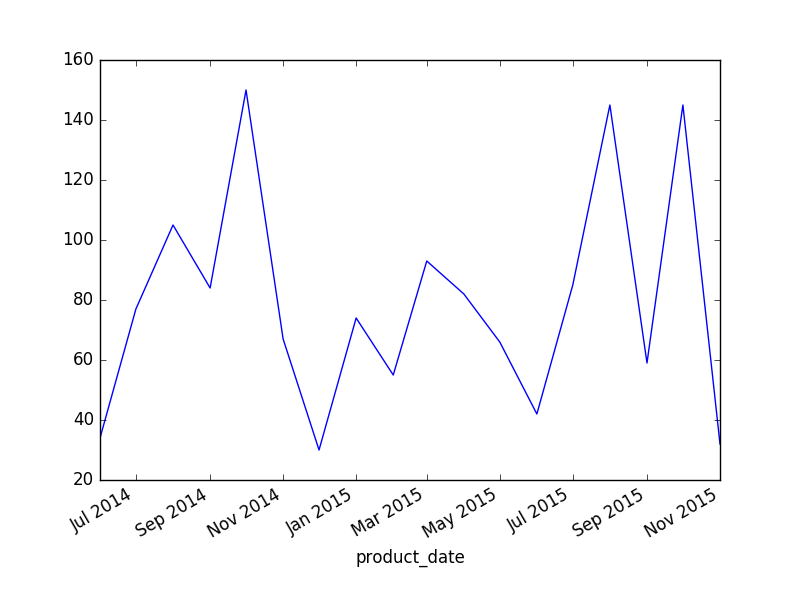 160
140
120
100
80
60
40
20
Jul 2014
Sep 2014
Nov 2014
Jan 2015
Mar 2015
May 2015
Jul 2015
Sep 2015
Nov 2015
product_date